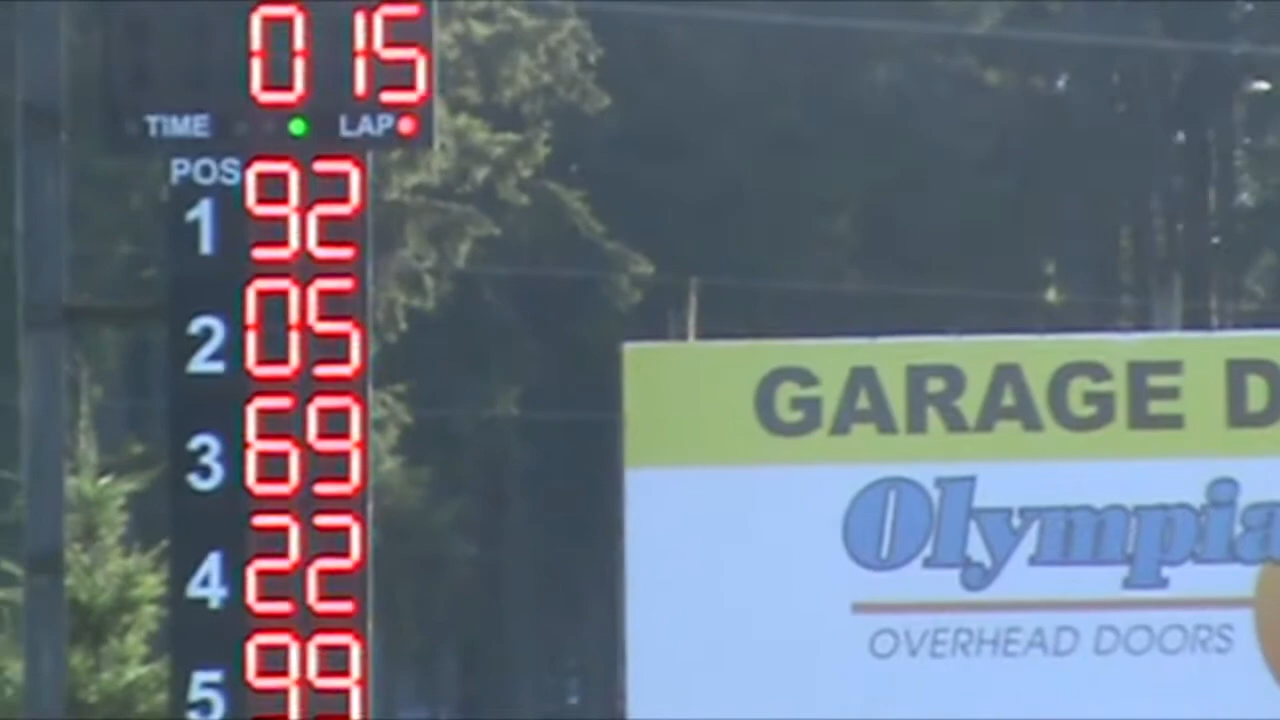 0 15
TIME LAP
POS
1 92
2 05
3 69
4 22
5 99
GARAGE D
Olympia
OVERHEAD DOORS